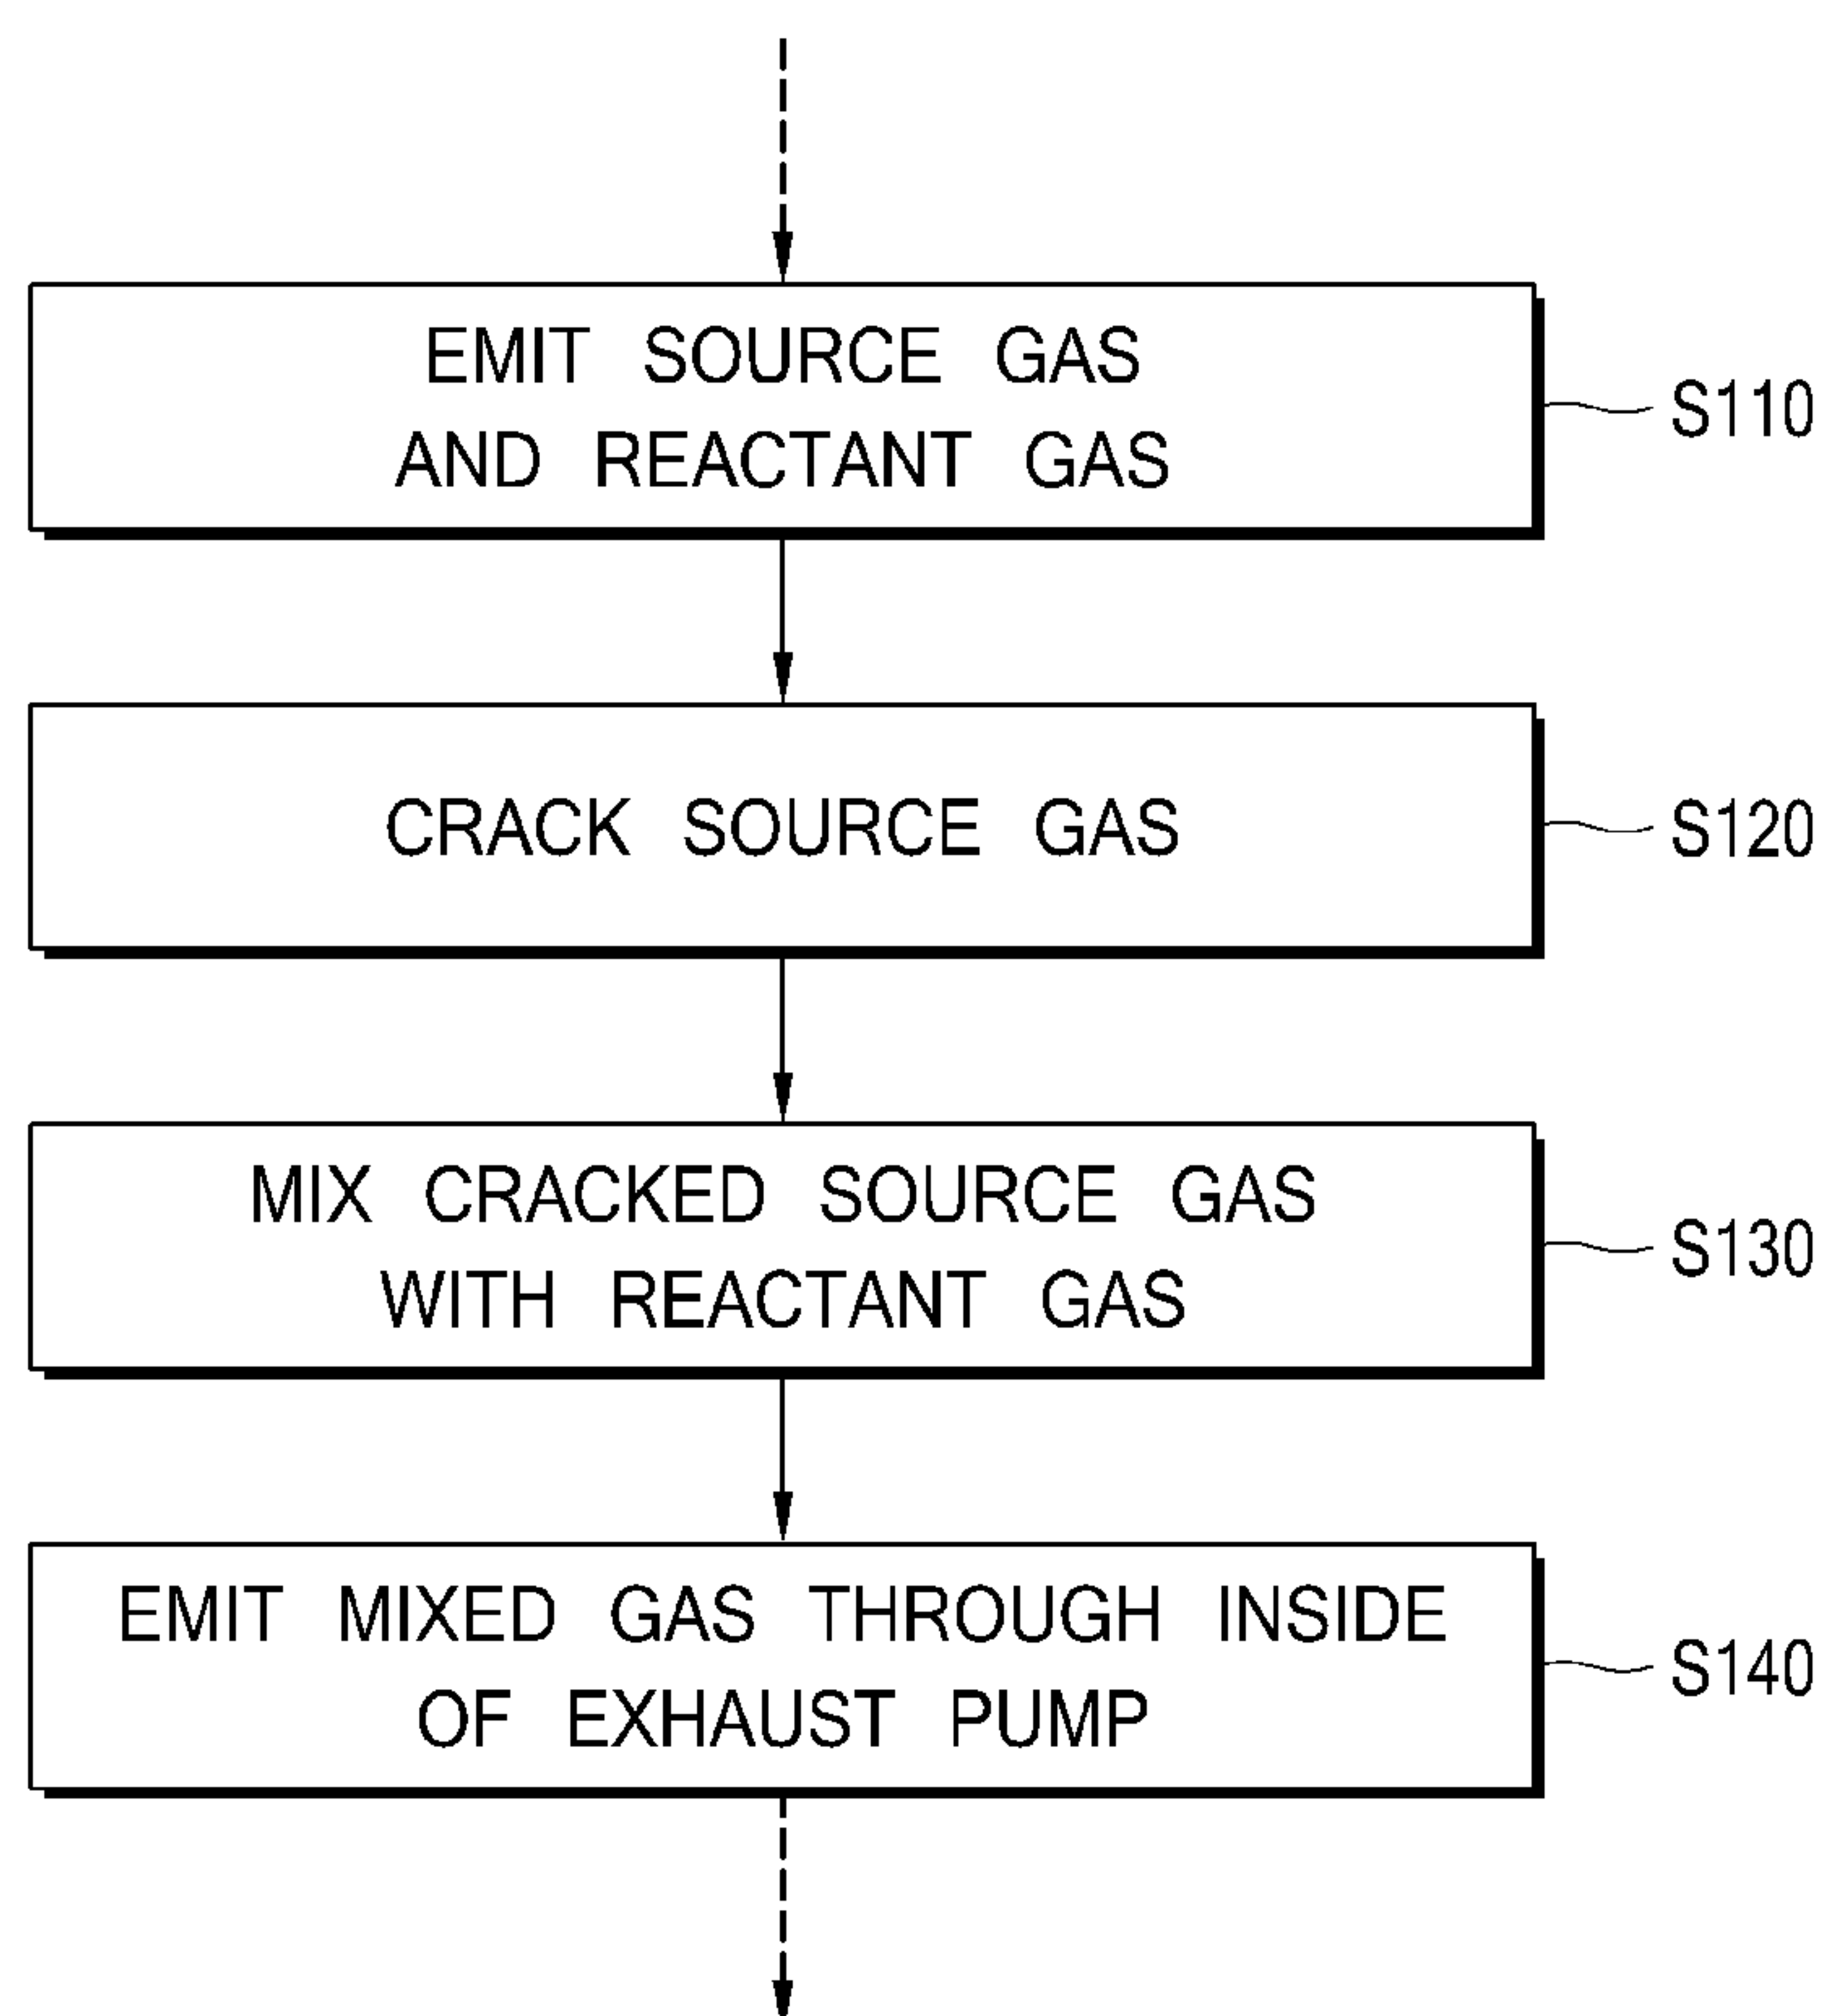 EMIT SOURCE GAS
AND REACTANT GAS
S110
CRACK SOURCE GAS
S120
MIX CRACKED SOURCE GAS
WITH REACTANT GAS
S130
EMIT MIXED GAS THROUGH INSIDE
OF EXHAUST PUMP
S140